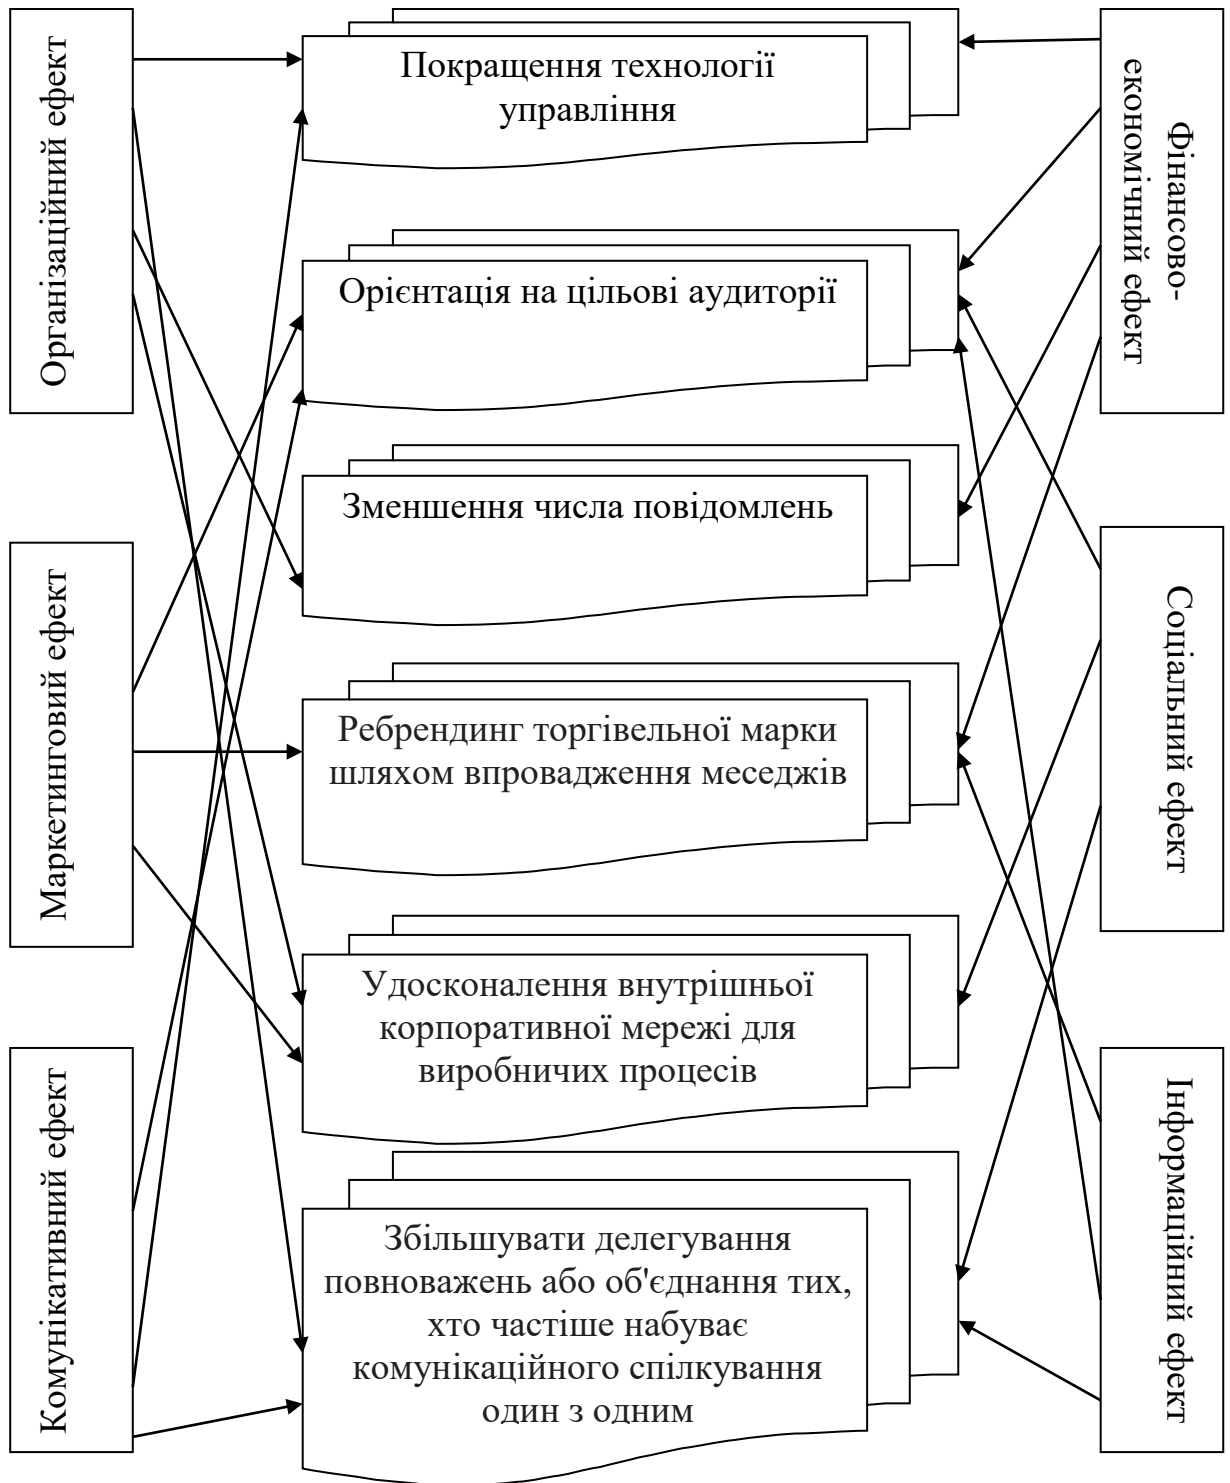 Організаційний ефект
Маркетинговий ефект
Комунікативний ефект
Покращення технології
управління
Орієнтація на цільові аудиторії
Зменшення числа повідомлень
Ребрендинг торгівельної марки
шляхом впровадження меседжів
Удосконалення внутрішньої
корпоративної мережі для
виробничих процесів
Збільшувати делегування
повноважень або об'єднання тих,
хто частіше набуває
комунікаційного спілкування
один з одним
Фінансово-
економічний ефект
Соціальний ефект
Інформаційний ефект